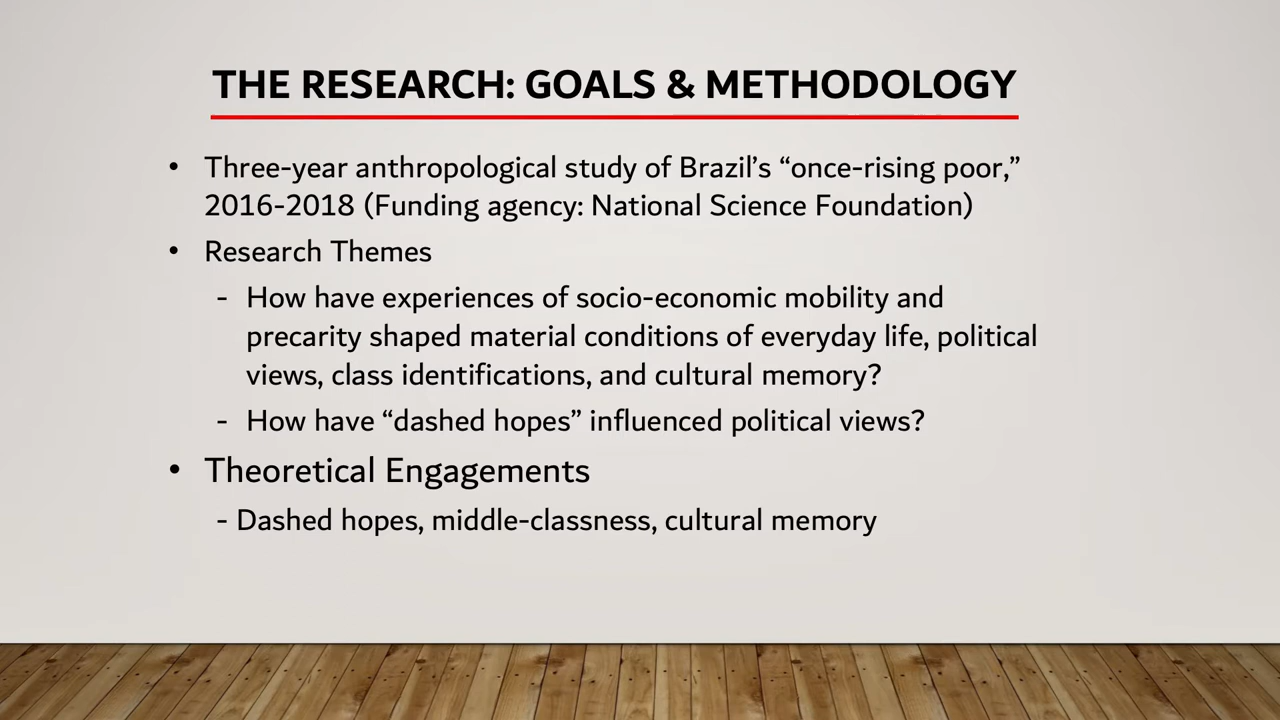 THE RESEARCH: GOALS & METHODOLOGY
• Three-year anthropological study of Brazil’s “once-rising poor,”
2016-2018 (Funding agency: National Science Foundation)
• Research Themes
- How have experiences of socio-economic mobility and
precarity shaped material conditions of everyday life, political
views, class identifications, and cultural memory?
- How have “dashed hopes” influenced political views?
• Theoretical Engagements
- Dashed hopes, middle-classness, cultural memory